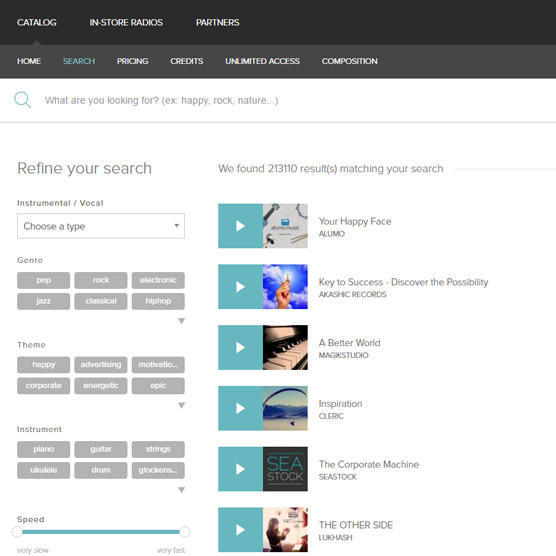 CATALOG IN-STORE RADIOS PARTNERS
HOME SEARCH PRICING CREDITS UNLIMITED ACCESS COMPOSITION
What are you looking for? (ex: happy, rock, nature...)
Refine your search
We found 213110 result(s) matching your search
Instrumental / Vocal
Choose a type
Genre
pop rock electronic
jazz classical hiphop
Theme
happy advertising motivatio...
corporate energetic epic
Instrument
piano guitar strings
ukulele drum glockens...
Speed
very slow very fast
alumo music
Your Happy Face
ALUMO
Key to Success - Discover the Possibility
AKASHIC RECORDS
A Better World
MAGIKSTUDIO
Inspiration
CLERIC
SEA
STOCK
The Corporate Machine
SEASTOCK
THE OTHER SIDE
LUKHASH